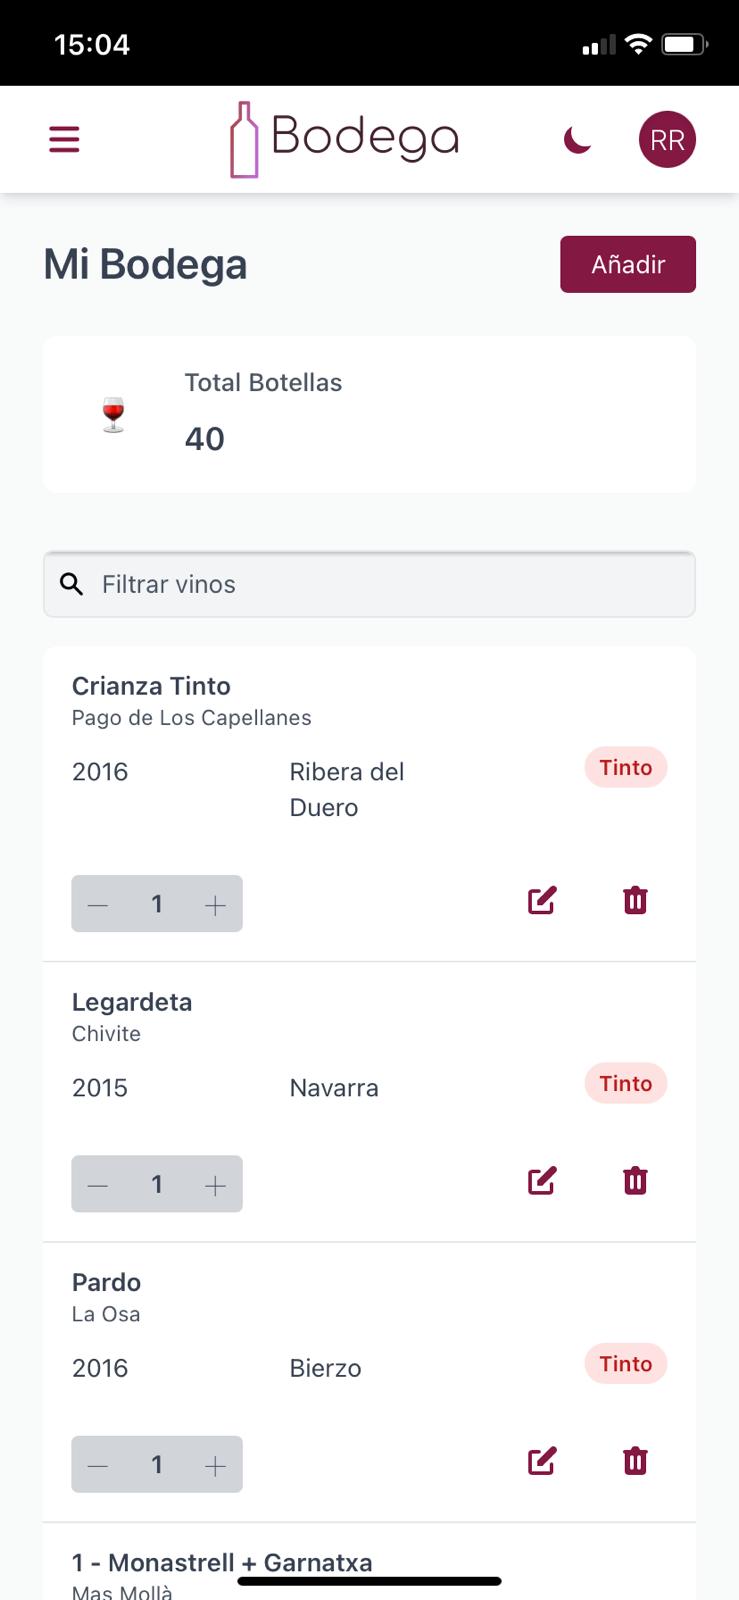 15:04
Bodega
RR
Mi Bodega
Añadir
Total Botellas
40
Filtrar vinos
Crianza Tinto
Pago de Los Capellanes
2016
Ribera del
Duero
Tinto
1
Legardeta
Chivite
2015
Navarra
Tinto
1
Pardo
La Osa
2016
Bierzo
Tinto
1
1 - Monastrell + Garnatxa
Mas Mollà